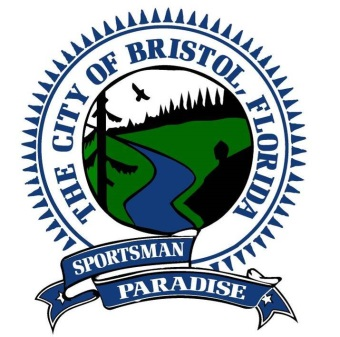 THE CITY OF BRISTOL, FLORIDA
SPORTSMAN
PARADISE